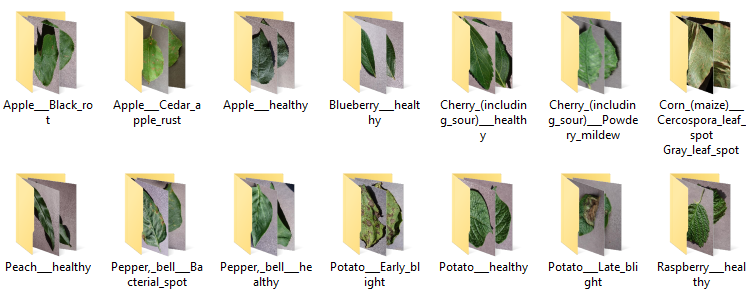 Apple___Black_ro
t
Apple___Cedar_a
pple_rust
Apple___healthy
Blueberry___healt
hy
Cherry_(includin
g_sour)___health
y
Cherry_(includin
g_sour)___Powde
ry_mildew
Corn_(maize)___
Cercospora_leaf_
spot
Gray_leaf_spot
Peach___healthy
Pepper,_bell___Ba
cterial_spot
Pepper,_bell___he
althy
Potato___Early_bl
ight
Potato___healthy
Potato___Late_bli
ght
Raspberry___heal
thy